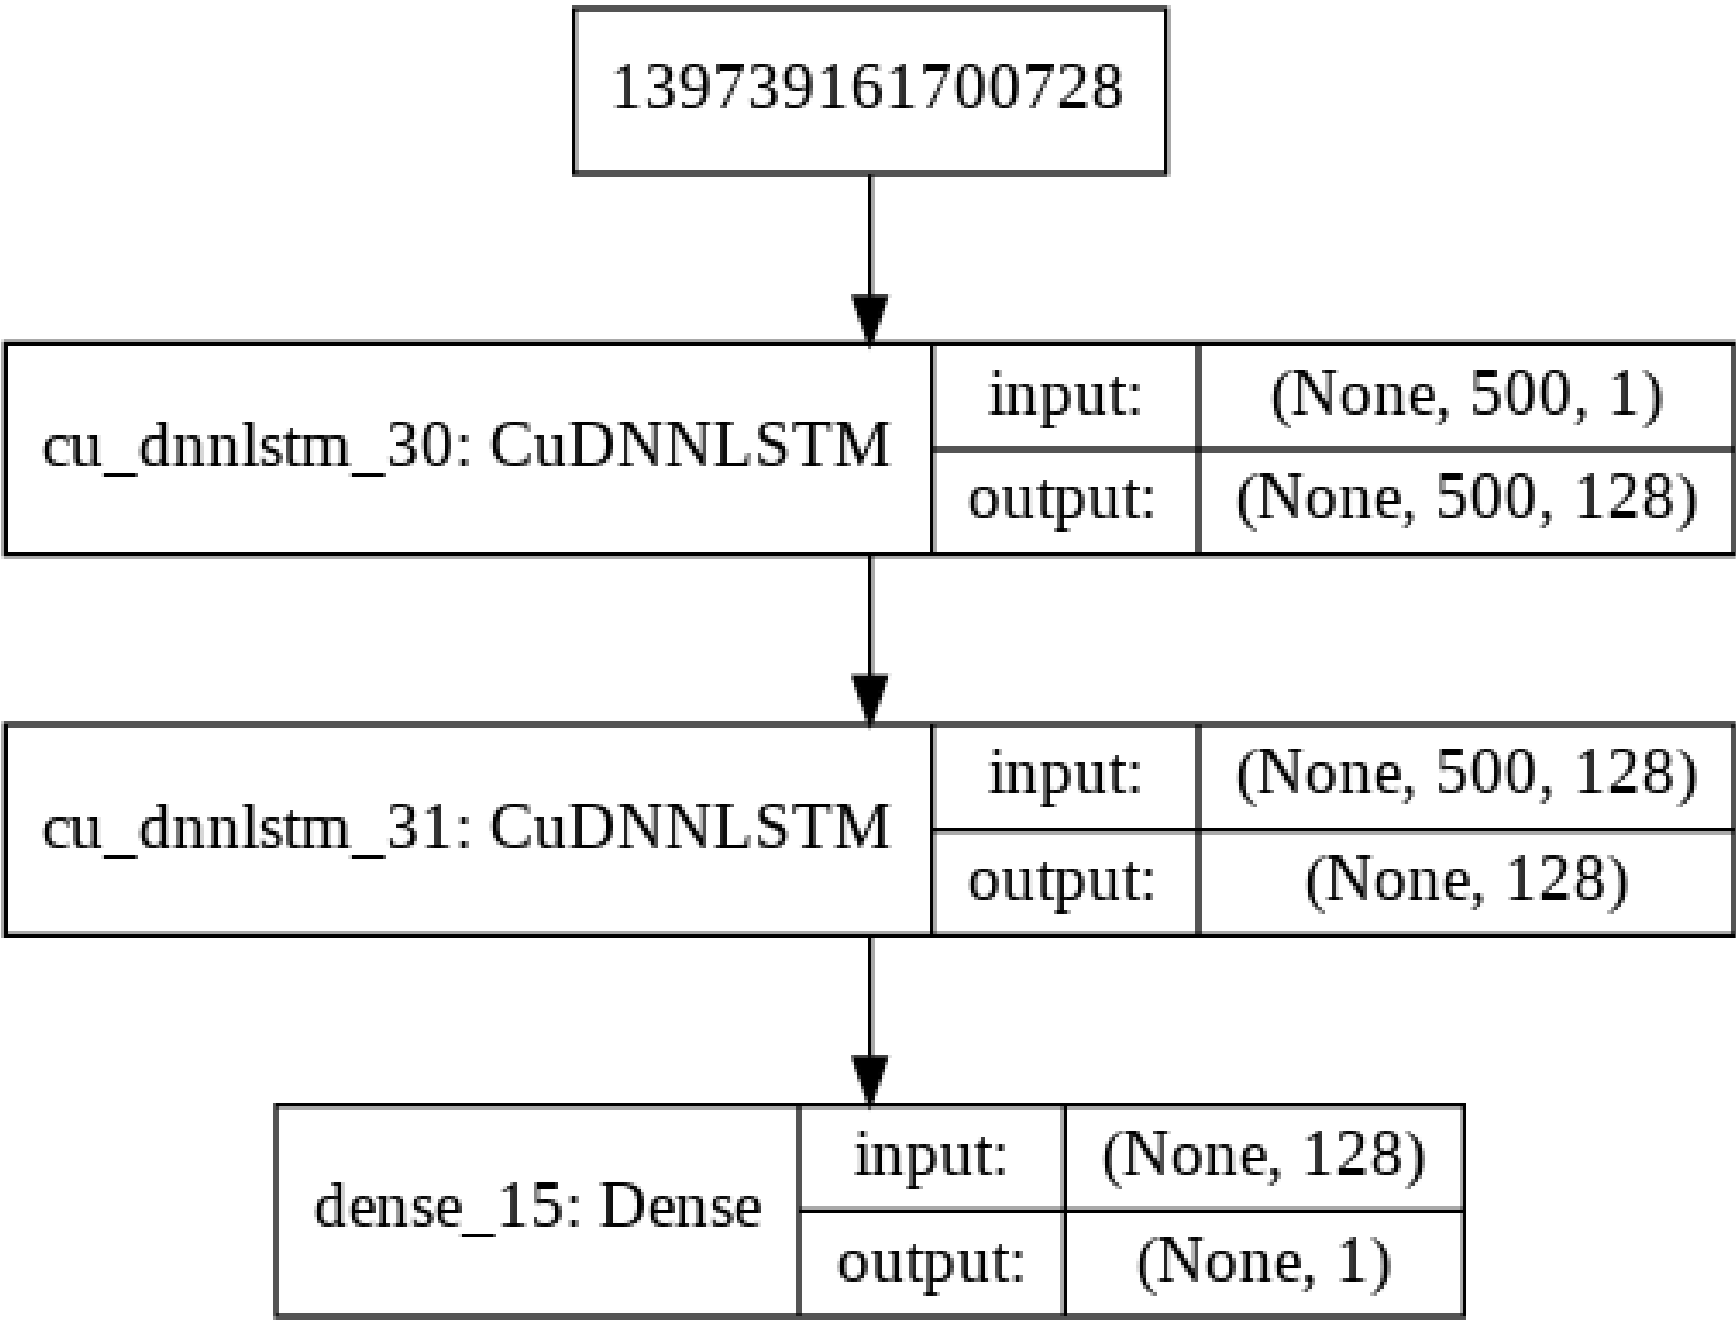 139739161700728
cu_dnnlstm_30: CuDNNLSTM
input:
(None, 500, 1)
output:
(None, 500, 128)
cu_dnnlstm_31: CuDNNLSTM
input:
(None, 500, 128)
output:
(None, 128)
dense_15: Dense
input:
(None, 128)
output:
(None, 1)